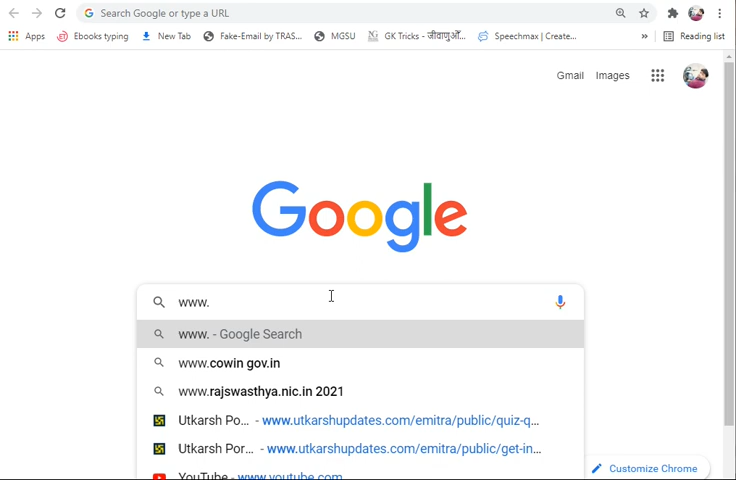 Search Google or type a URL
Apps Ebooks typing New Tab Fake-Email by TRAS... MGSU GK Tricks - जीवाणुओं... Speechmax | Create... » Reading list
Gmail Images
Google
www.
www. - Google Search
www.cowin gov.in
www.rajswasthya.nic.in 2021
Utkarsh Po... - www.utkarshupdates.com/emitra/public/quiz-q...
Utkarsh Por... - www.utkarshupdates.com/emitra/public/get-in...
YouTube - www.youtube.com
Customize Chrome